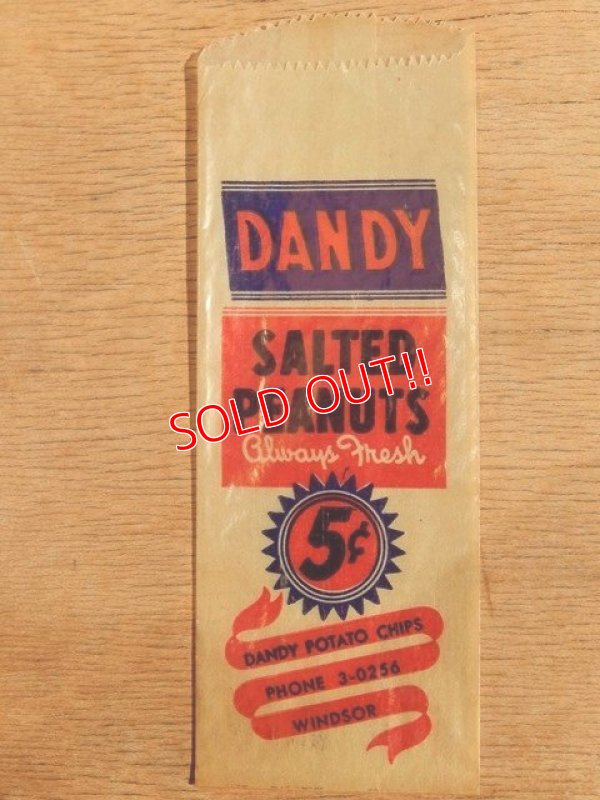 DANDY
SALTED
PEANUTS
SOLD OUT!!
Always Fresh
5¢
DANDY POTATO CHIPS
PHONE 3-0256
WINDSOR